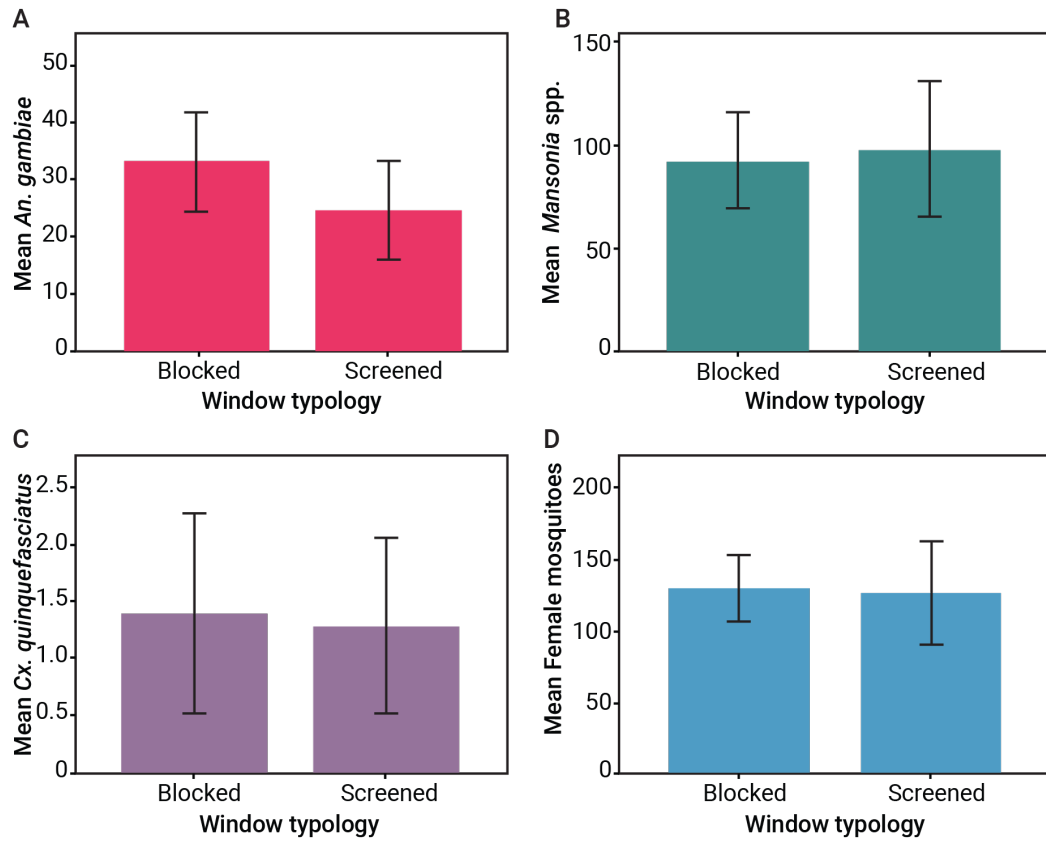 A
Mean An. gambiae
50
40
30
20
10
0
Blocked Screened
Window typology
B
Mean Mansonia spp.
150
100
50
0
Blocked Screened
Window typology
C
Mean Cx. quinquefasciatus
2.5
2.0
1.5
1.0
0.5
0
Blocked Screened
Window typology
D
Mean Female mosquitoes
200
150
100
50
0
Blocked Screened
Window typology